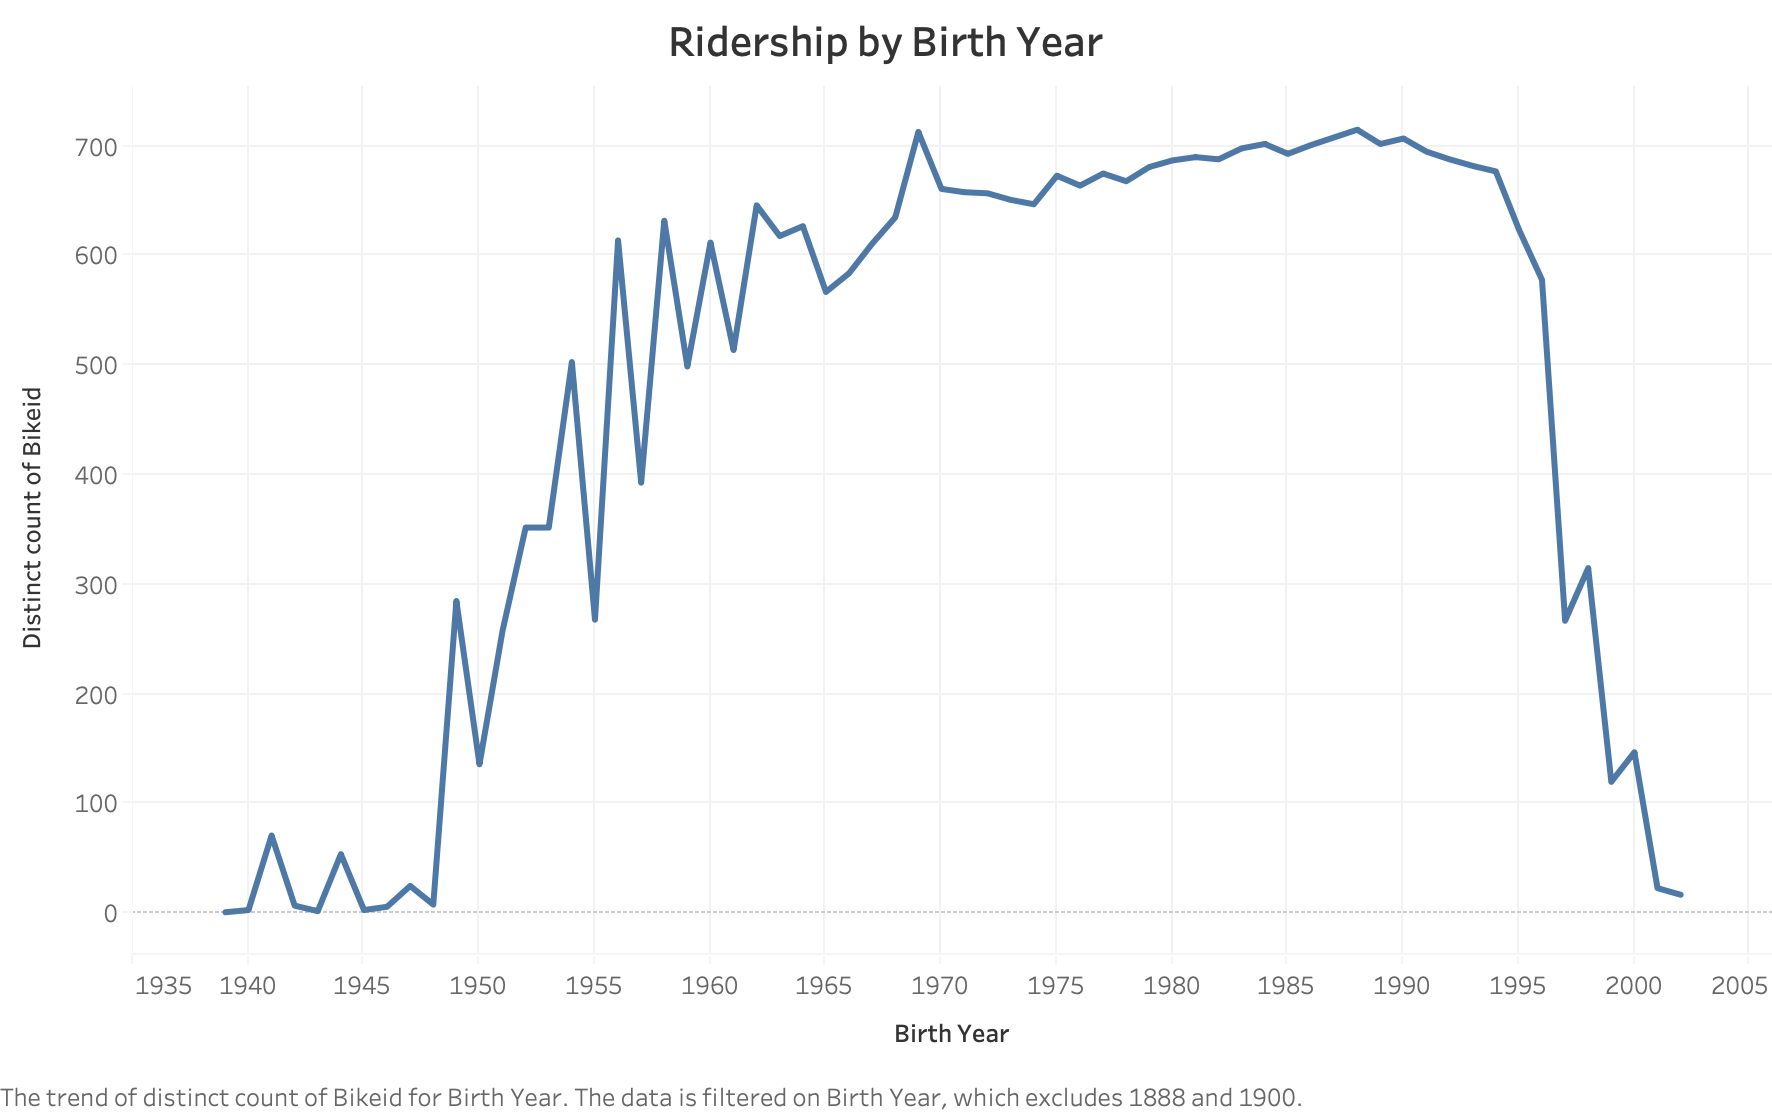 Ridership by Birth Year
700
600
500
400
300
200
100
0
Distinct count of Bikeid
1935 1940 1945 1950 1955 1960 1965 1970 1975 1980 1985 1990 1995 2000 2005
Birth Year
The trend of distinct count of Bikeid for Birth Year. The data is filtered on Birth Year, which excludes 1888 and 1900.